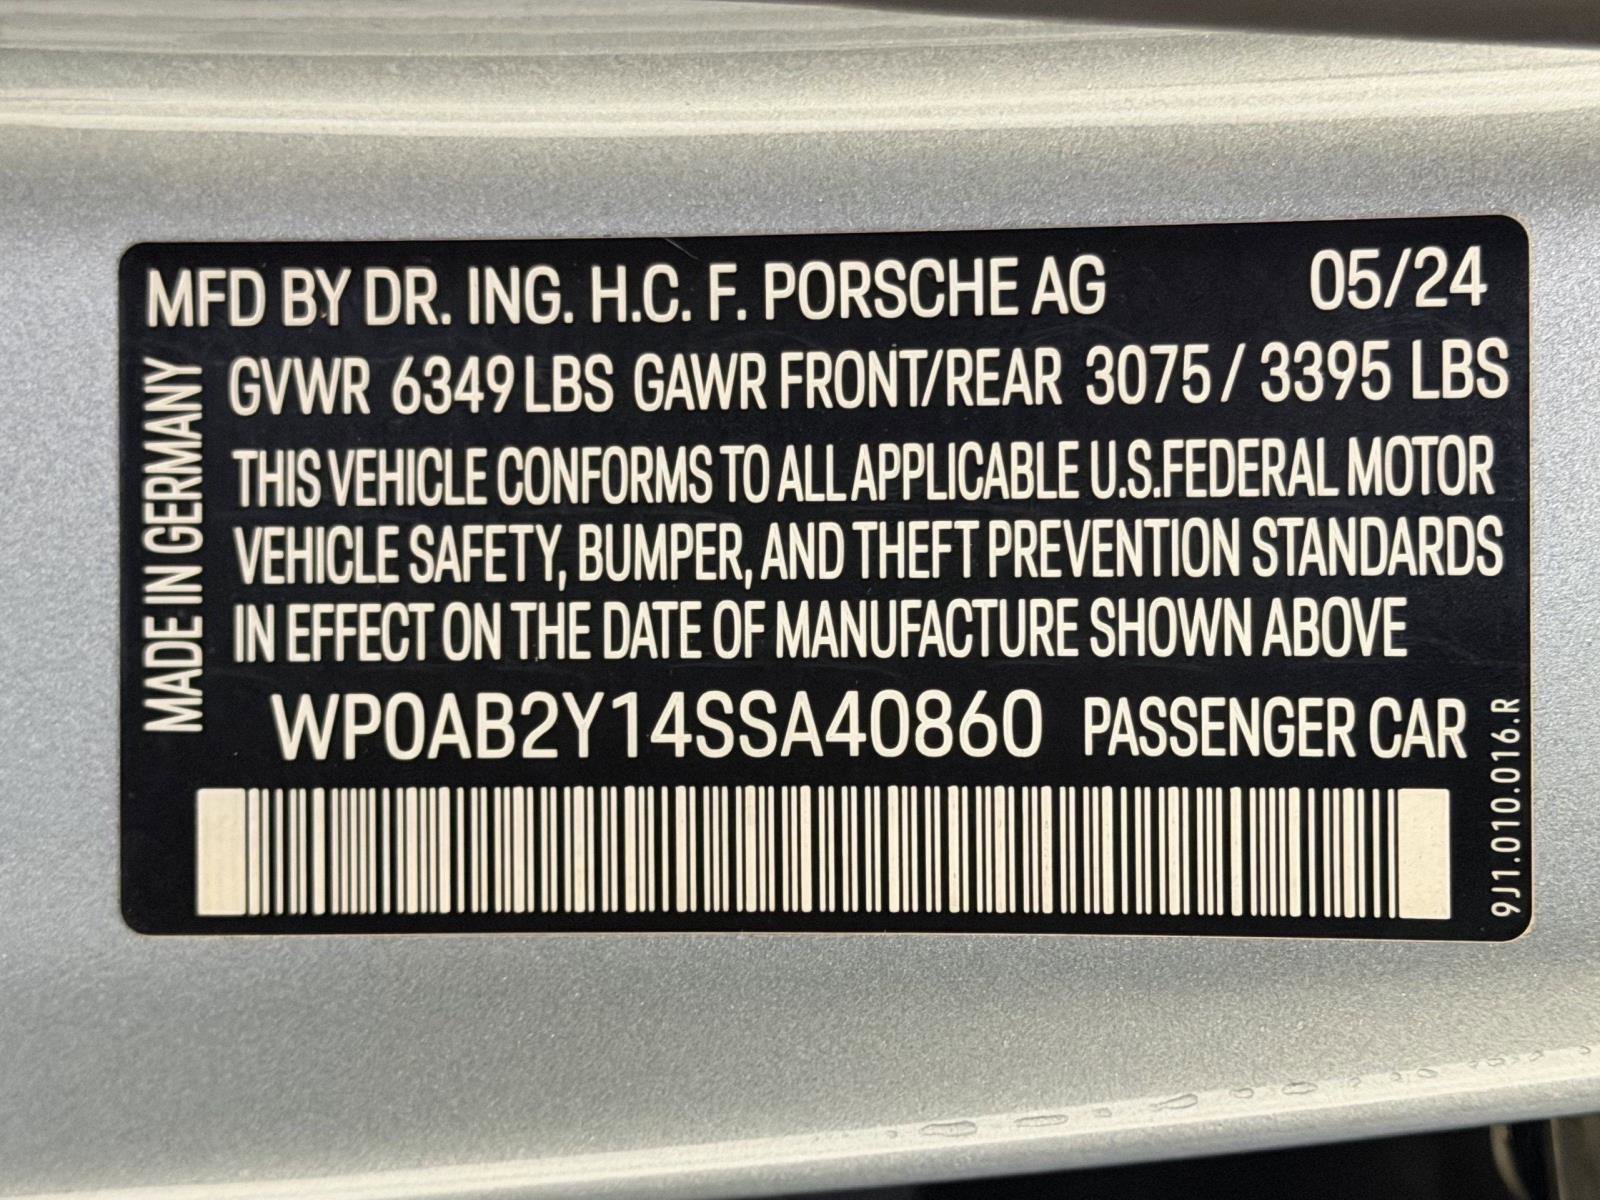 MFD BY DR. ING. H.C. F. PORSCHE AG 05/24
GVWR 6349 LBS GAWR FRONT/REAR 3075 / 3395 LBS
THIS VEHICLE CONFORMS TO ALL APPLICABLE U.S.FEDERAL MOTOR
VEHICLE SAFETY, BUMPER, AND THEFT PREVENTION STANDARDS
IN EFFECT ON THE DATE OF MANUFACTURE SHOWN ABOVE
WP0AB2Y14SSA40860 PASSENGER CAR
MADE IN GERMANY
9J1.010.016.R